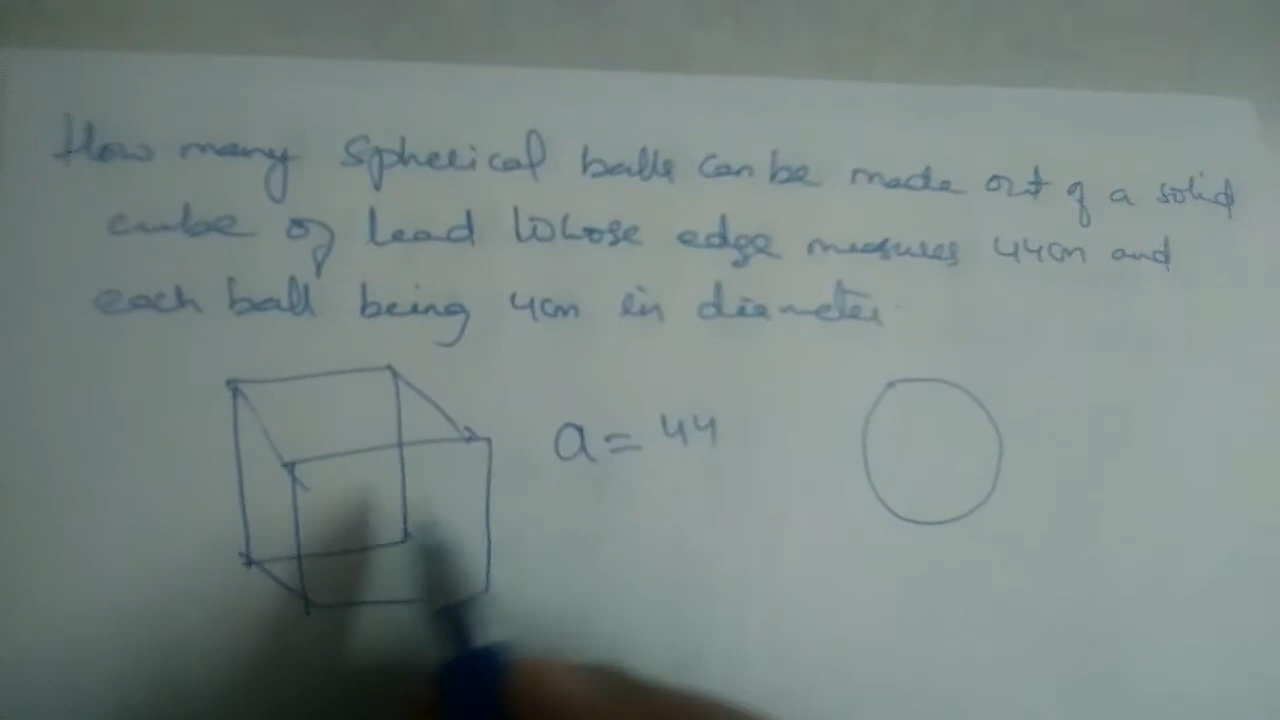 How many spherical balls can be made out of a solid
cube of lead whose edge measures 44cm and
each ball being 4cm in diameter.
a = 44